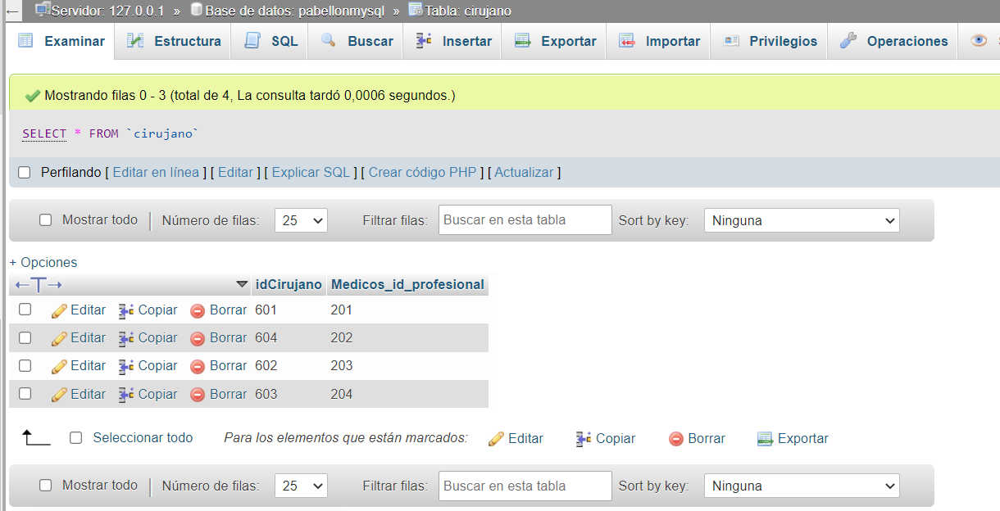 Servidor: 127.0.0.1 » Base de datos: pabellonmysql » Tabla: cirujano
Examinar Estructura SQL Buscar Insertar Exportar Importar Privilegios Operaciones
Mostrando filas 0 - 3 (total de 4, La consulta tardó 0,0006 segundos.)
SELECT * FROM `cirujano`
Perfilando [ Editar en línea ] [ Editar ] [ Explicar SQL ] [ Crear código PHP ] [ Actualizar ]
Mostrar todo Número de filas: 25 Filtrar filas: Buscar en esta tabla Sort by key: Ninguna
+ Opciones
←T→ idCirujano Medicos_id_profesional
Editar Copiar Borrar 601 201
Editar Copiar Borrar 604 202
Editar Copiar Borrar 602 203
Editar Copiar Borrar 603 204
Seleccionar todo Para los elementos que están marcados: Editar Copiar Borrar Exportar
Mostrar todo Número de filas: 25 Filtrar filas: Buscar en esta tabla Sort by key: Ninguna